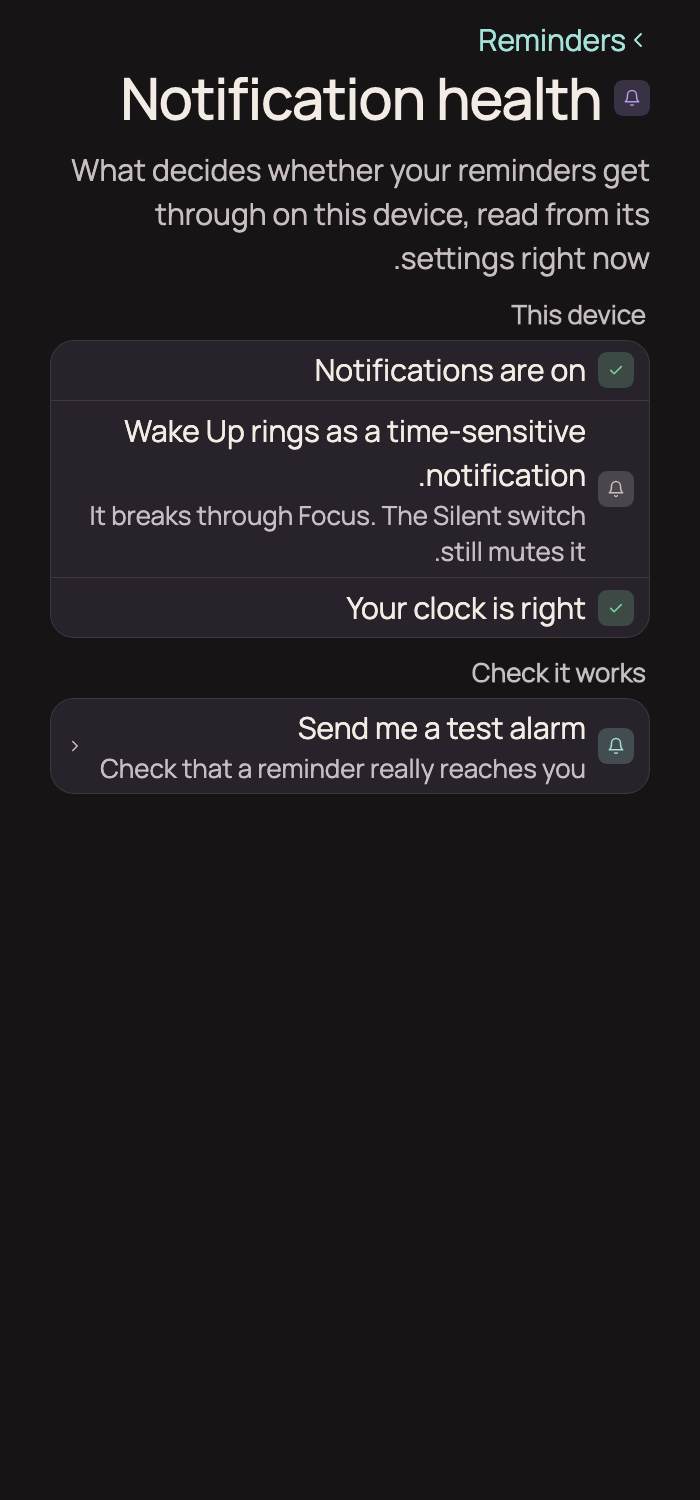 Reminders
Notification health
What decides whether your reminders get
through on this device, read from its
.settings right now
This device
Notifications are on
Wake Up rings as a time-sensitive
.notification
It breaks through Focus. The Silent switch
.still mutes it
Your clock is right
Check it works
Send me a test alarm
Check that a reminder really reaches you